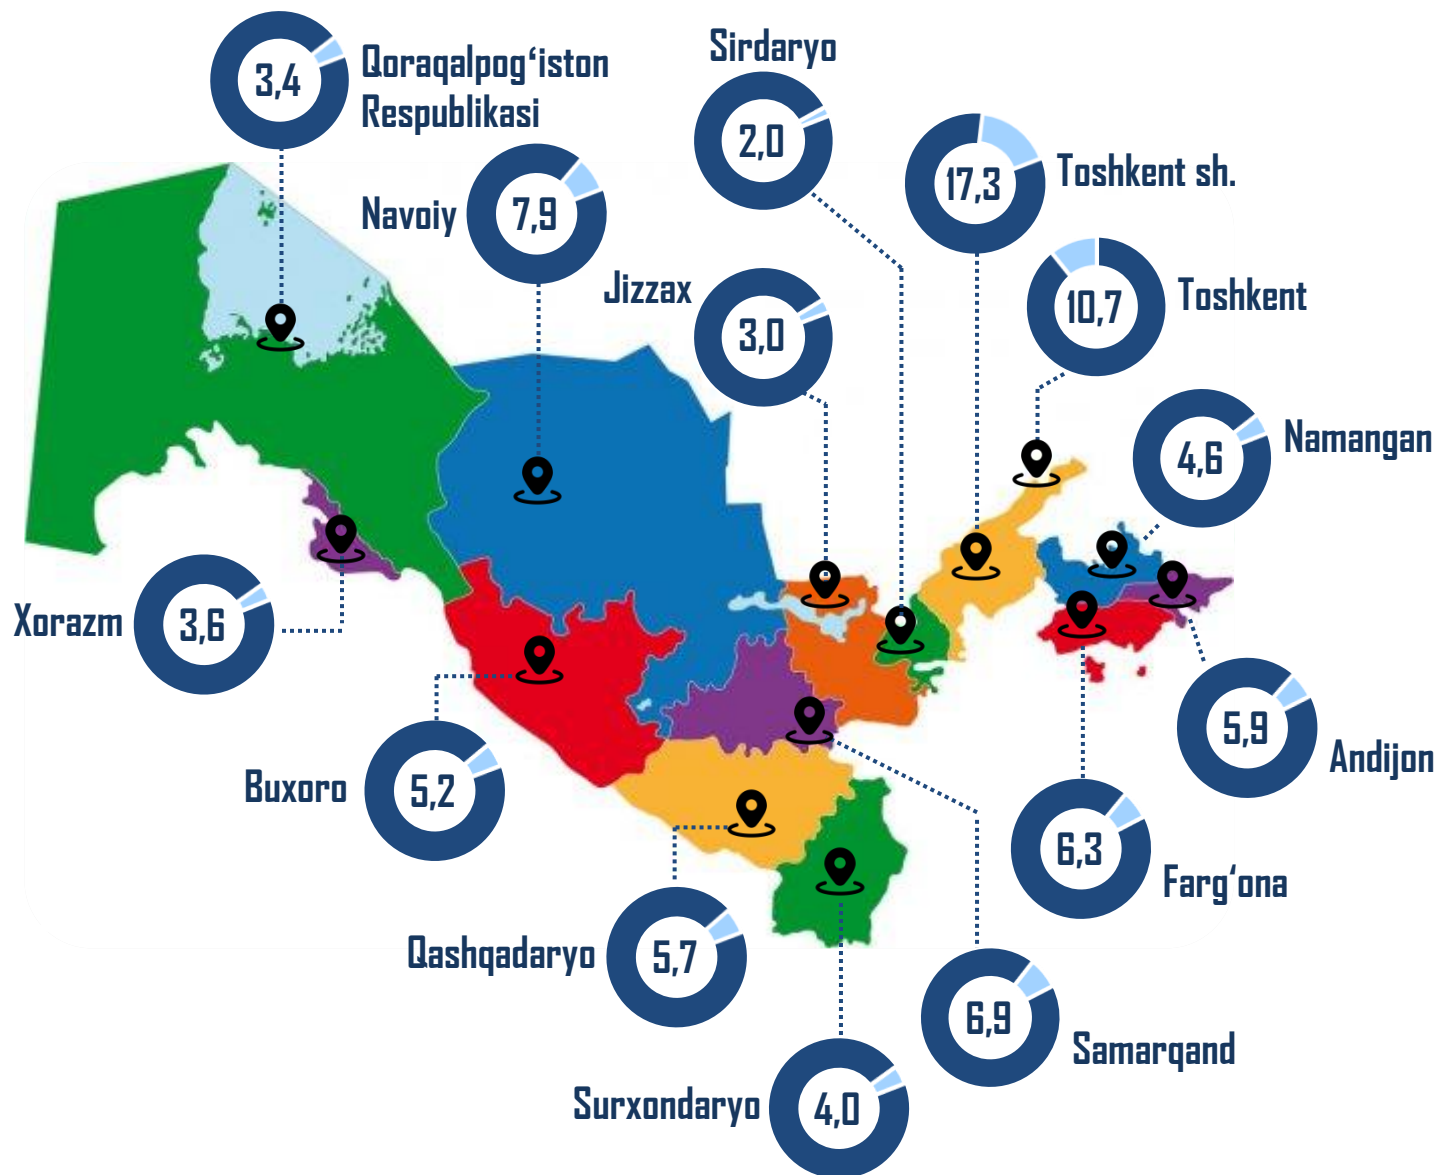 3,4
Qoraqalpog‘iston
Respublikasi
Sirdaryo
2,0
17,3
Toshkent sh.
Navoiy
7,9
Jizzax
3,0
10,7
Toshkent
4,6
Namangan
Xorazm
3,6
5,9
Andijon
Buxoro
5,2
6,3
Farg‘ona
Qashqadaryo
5,7
6,9
Samarqand
Surxondaryo
4,0